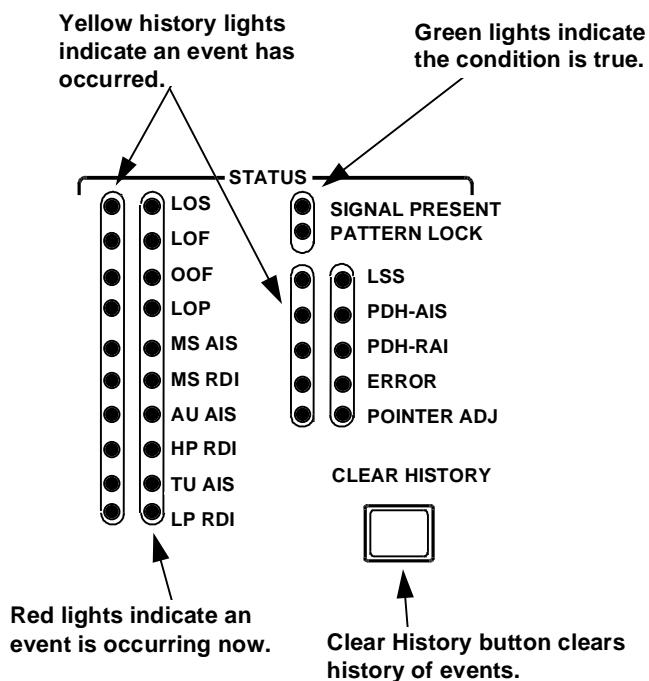 Yellow history lights
indicate an event has
occurred.
Green lights indicate
the condition is true.
STATUS
LOS
LOF
OOF
LOP
MS AIS
MS RDI
AU AIS
HP RDI
TU AIS
LP RDI
SIGNAL PRESENT
PATTERN LOCK
LSS
PDH-AIS
PDH-RAI
ERROR
POINTER ADJ
CLEAR HISTORY
Red lights indicate an
event is occurring now.
Clear History button clears
history of events.